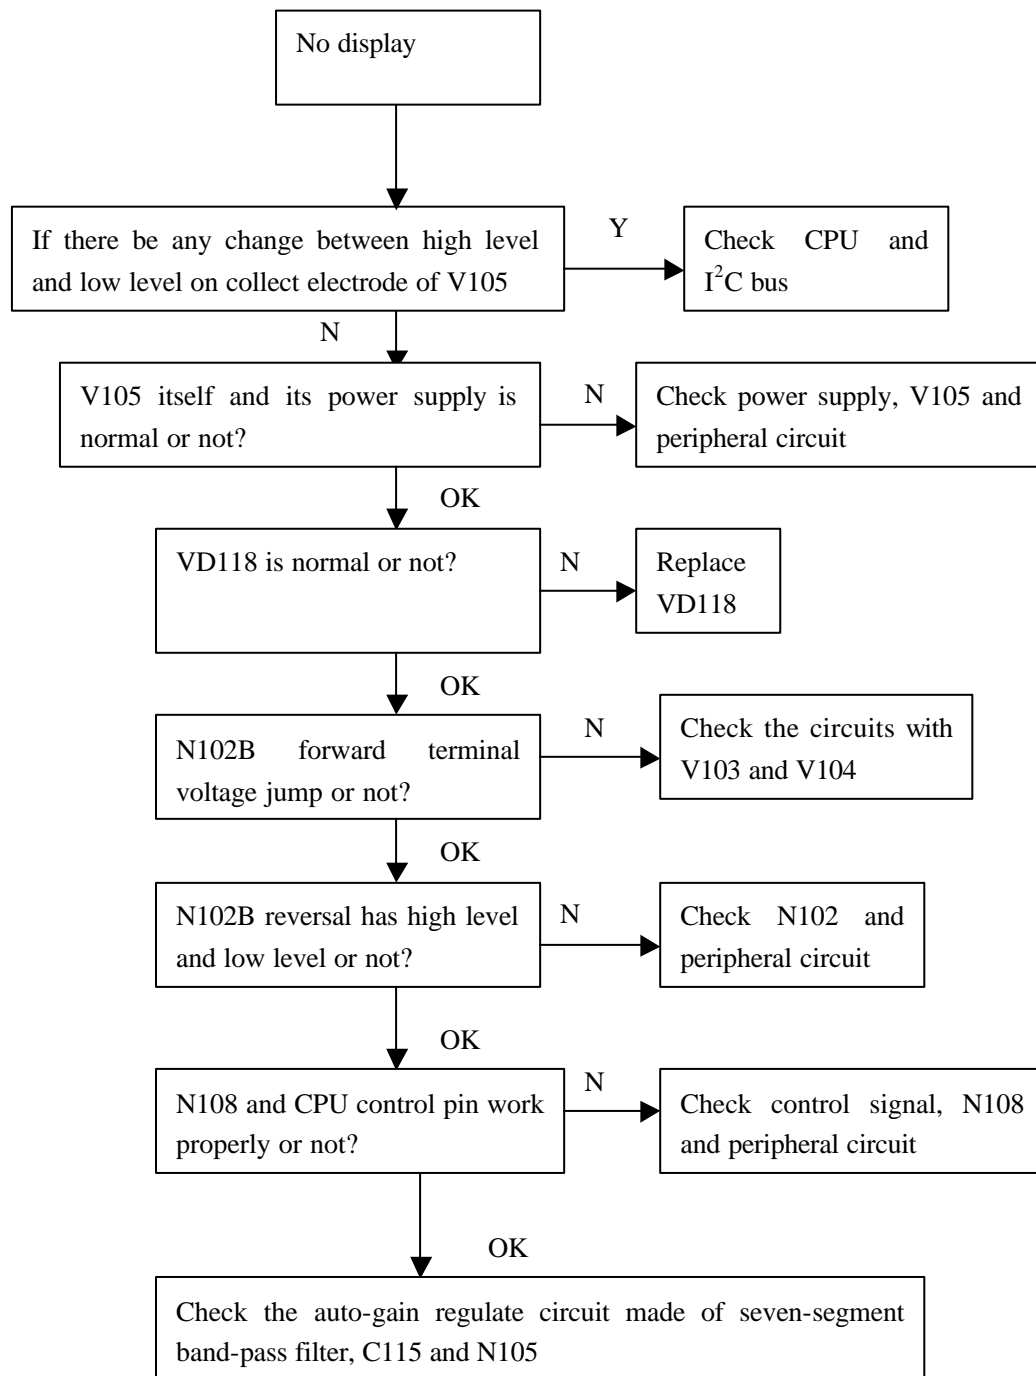 No display
If there be any change between high level
and low level on collect electrode of V105
Y
Check CPU and
I²C bus
N
V105 itself and its power supply is
normal or not?
N
Check power supply, V105 and
peripheral circuit
OK
VD118 is normal or not?
N
Replace
VD118
OK
N102B forward terminal
voltage jump or not?
N
Check the circuits with
V103 and V104
OK
N102B reversal has high level
and low level or not?
N
Check N102 and
peripheral circuit
OK
N108 and CPU control pin work
properly or not?
N
Check control signal, N108
and peripheral circuit
OK
Check the auto-gain regulate circuit made of seven-segment
band-pass filter, C115 and N105